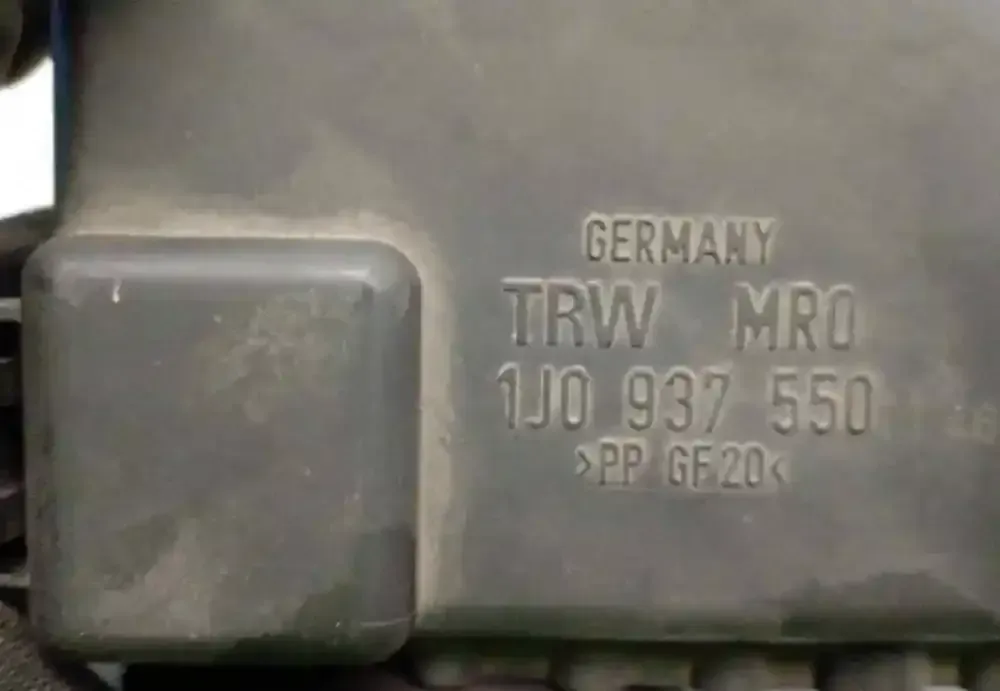 GERMANY
TRW MRO
1J0 937 550
>PP GF20<